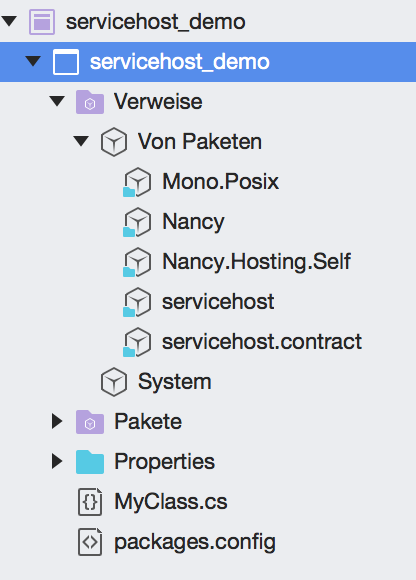 servicehost_demo
servicehost_demo
Verweise
Von Paketen
Mono.Posix
Nancy
Nancy.Hosting.Self
servicehost
servicehost.contract
System
Pakete
Properties
MyClass.cs
packages.config